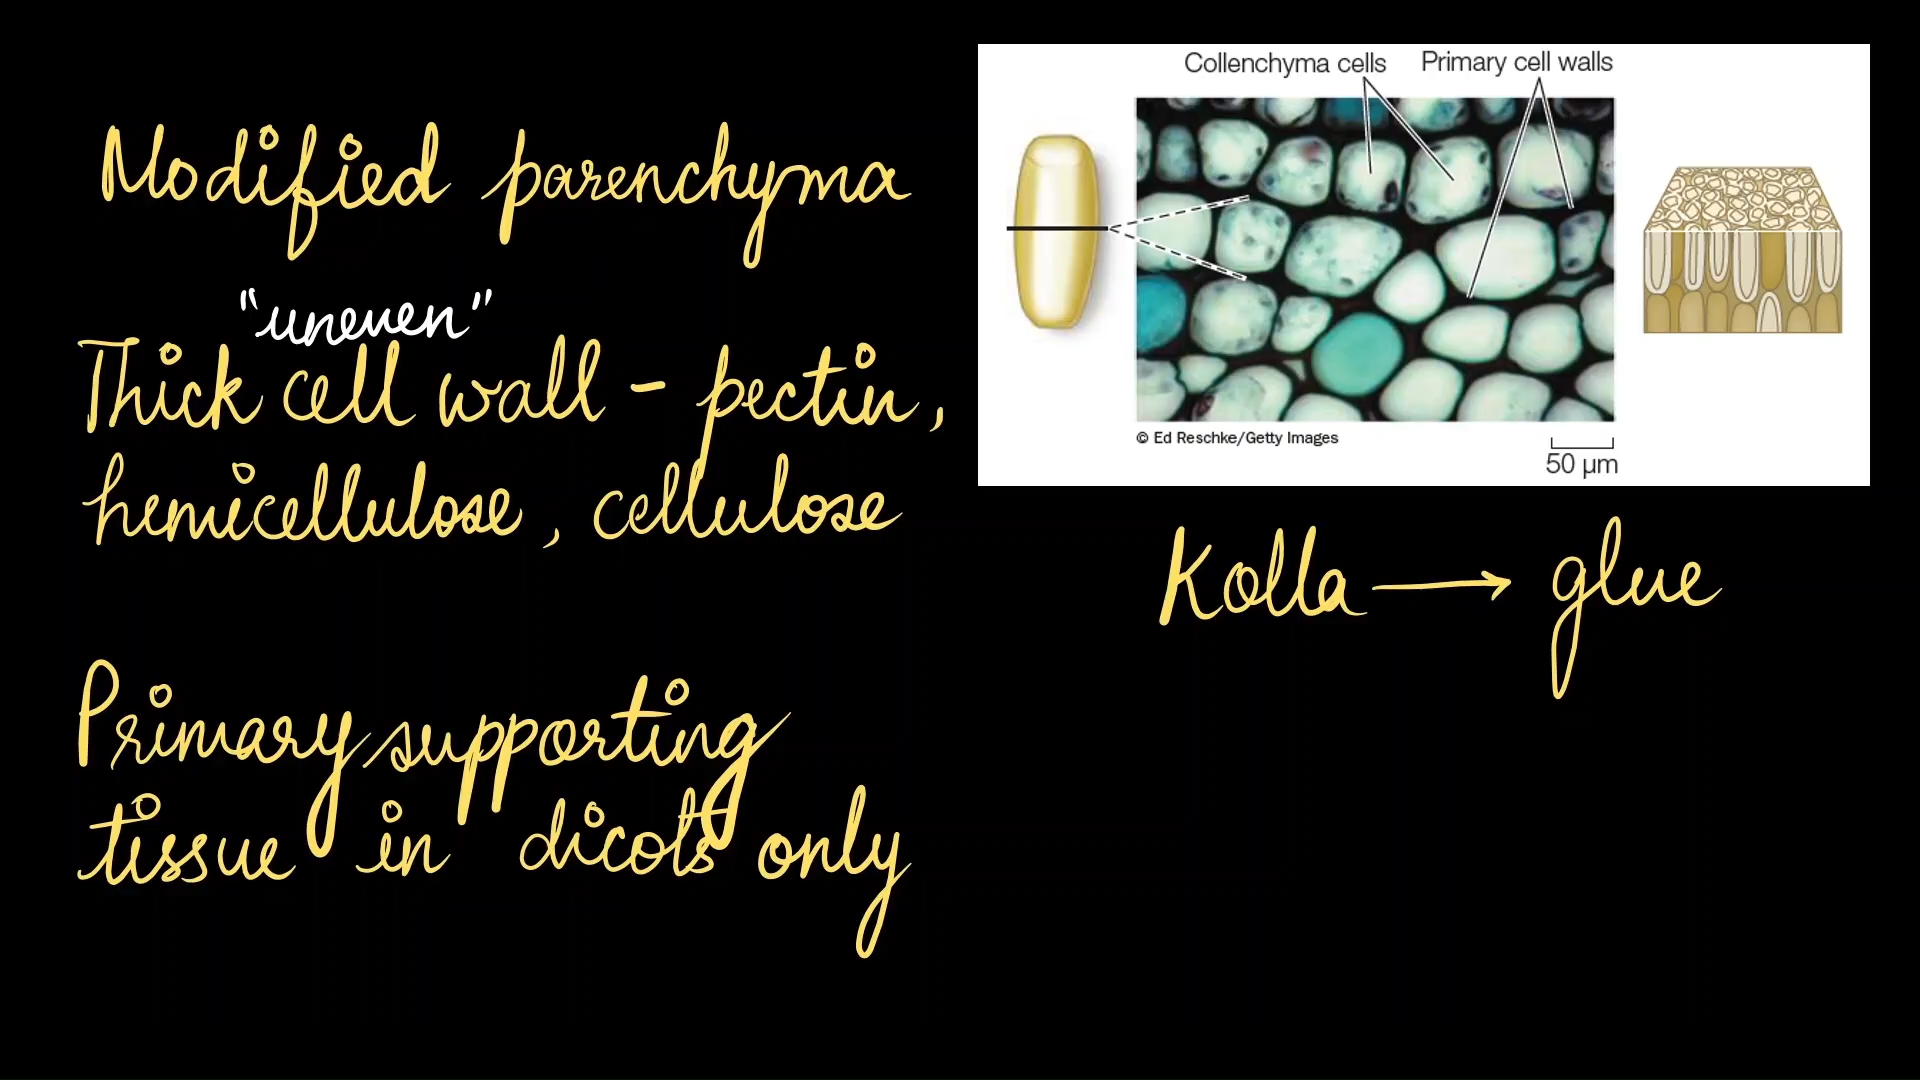 Modified parenchyma
"uneven"
Thick cell wall - pectin,
hemicellulose, cellulose
Primary supporting
tissue in dicots only
Collenchyma cells
Primary cell walls
© Ed Reschke/Getty Images
50 μm
Kolla → glue